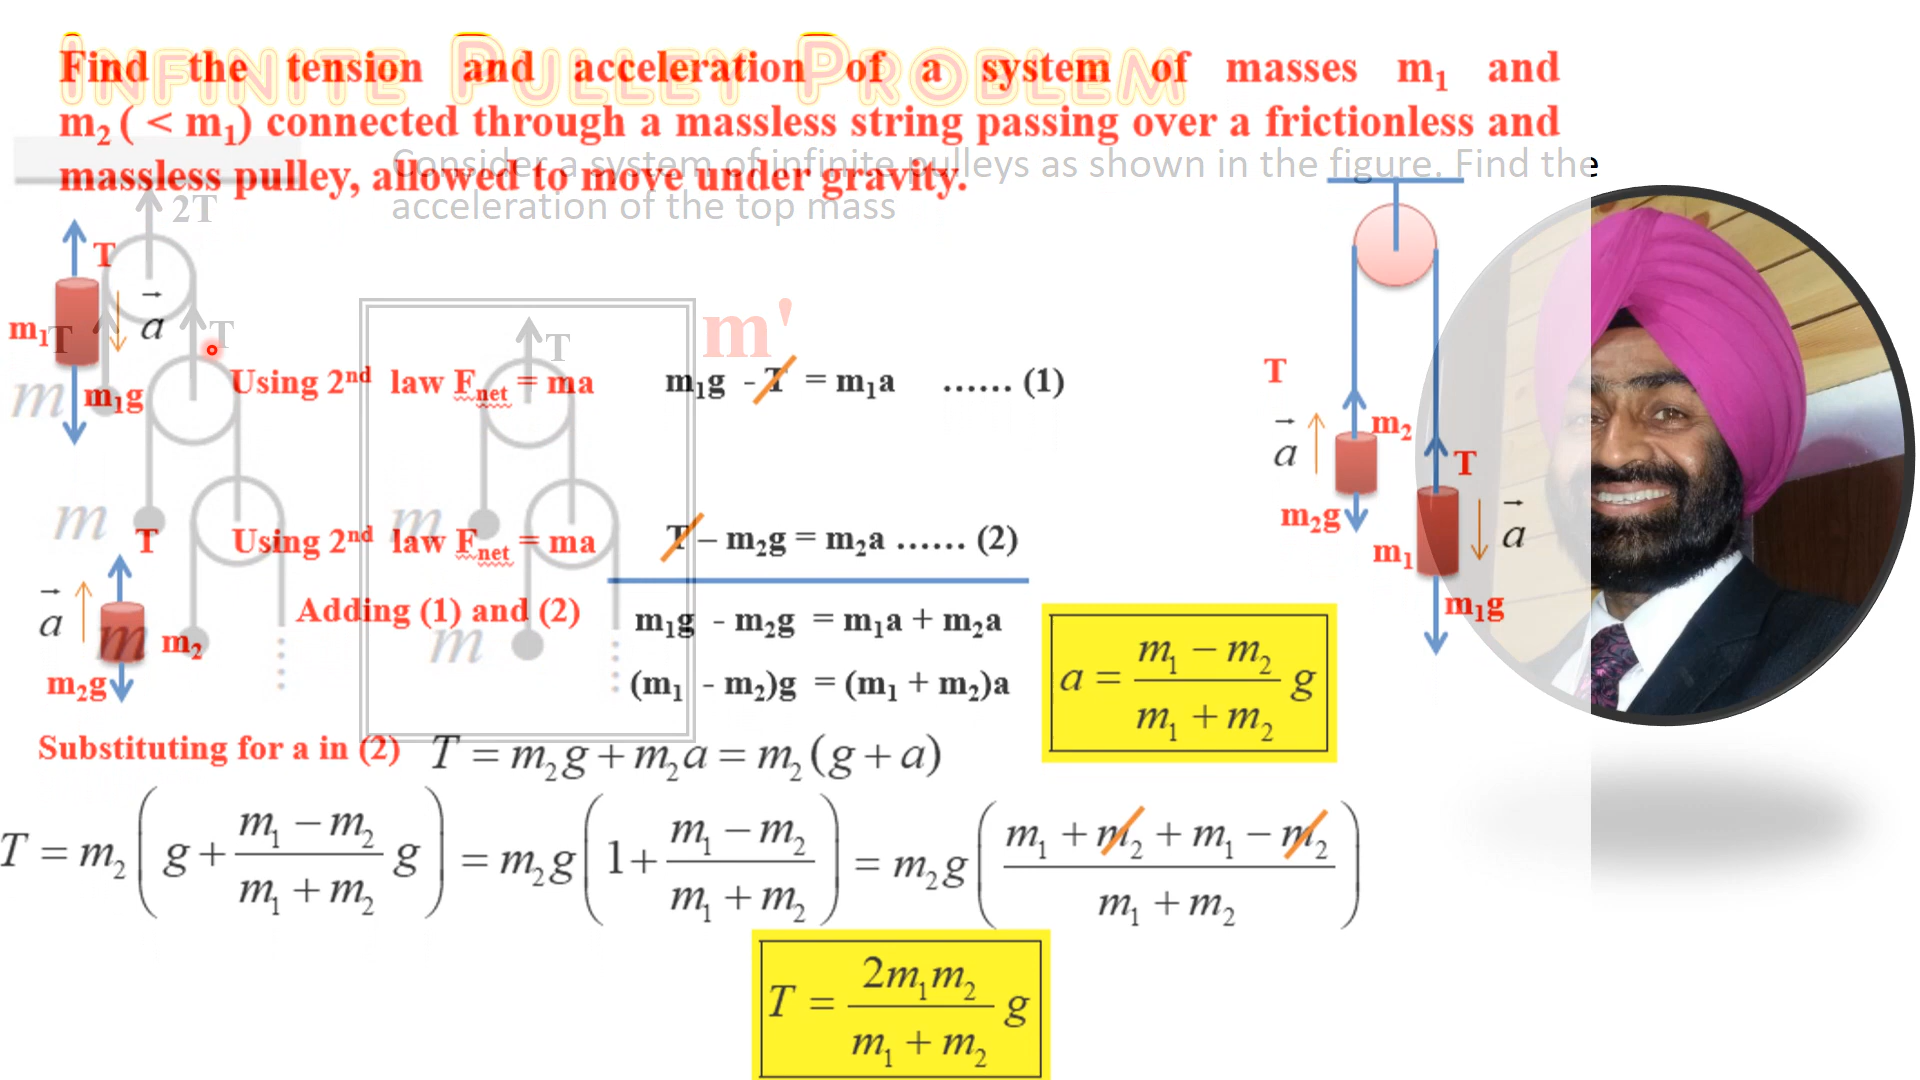 INFINITE PULLEY PROBLEM
Find the tension and acceleration of a system of masses m₁ and
m₂ ( < m₁) connected through a massless string passing over a frictionless and
massless pulley, allowed to move under gravity.
Consider a system of infinite pulleys as shown in the figure. Find the
acceleration of the top mass
2T
T
a
m₁
T
T
m
m₁g
T
m'
Using 2nd law Fnet = ma
m₁g - T = m₁a ...... (1)
T
a
m₂
T
m₂g
m₁
a
m₁g
m
T
m
Using 2nd law Fnet = ma
T – m₂g = m₂a ...... (2)
a
m
m₂
m₂g
m
Adding (1) and (2)
m₁g - m₂g = m₁a + m₂a
(m₁ - m₂)g = (m₁ + m₂)a
a = \frac{m₁ − m₂}{m₁ + m₂} g
Substituting for a in (2) T = m₂g + m₂a = m₂(g + a)
T = m₂ ( g + \frac{m₁ − m₂}{m₁ + m₂} g ) = m₂g ( 1 + \frac{m₁ − m₂}{m₁ + m₂} ) = m₂g ( \frac{m₁ + m₂ + m₁ − m₂}{m₁ + m₂} )
T = \frac{2m₁m₂}{m₁ + m₂} g